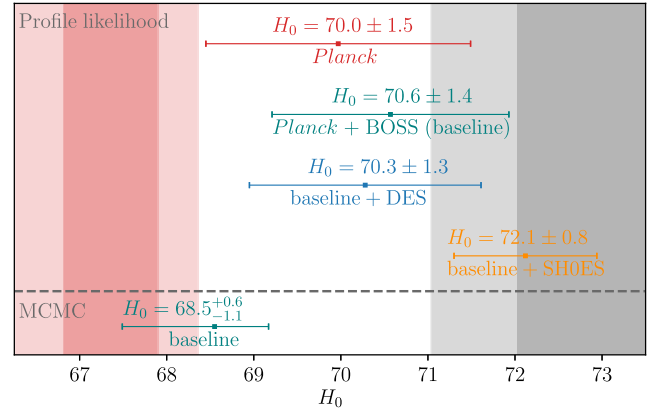 Profile likelihood
H₀ = 70.0 ± 1.5
Planck
H₀ = 70.6 ± 1.4
Planck + BOSS (baseline)
H₀ = 70.3 ± 1.3
baseline + DES
H₀ = 72.1 ± 0.8
baseline + SH0ES
MCMC
H₀ = 68.5⁺⁰·⁶₋₁.₁
baseline
67 68 69 70 71 72 73
H₀